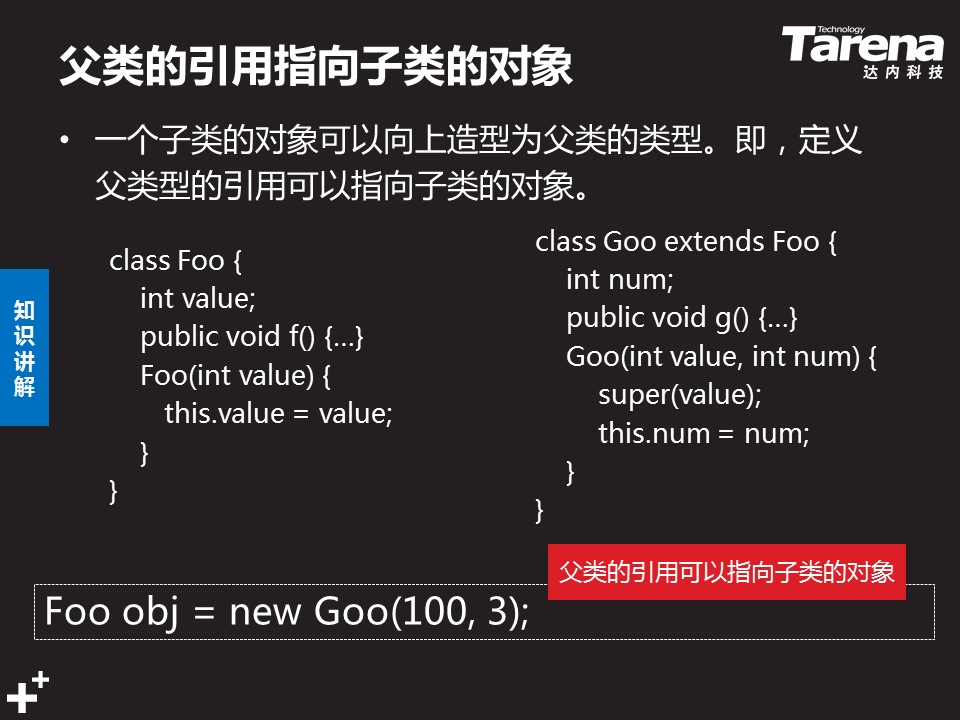 父类的引用指向子类的对象
Technology
Tarena
达内科技
• 一个子类的对象可以向上造型为父类的类型。即，定义
父类型的引用可以指向子类的对象。
知识讲解
class Foo {
int value;
public void f() {…}
Foo(int value) {
this.value = value;
}
}
class Goo extends Foo {
int num;
public void g() {…}
Goo(int value, int num) {
super(value);
this.num = num;
}
}
父类的引用可以指向子类的对象
Foo obj = new Goo(100, 3);